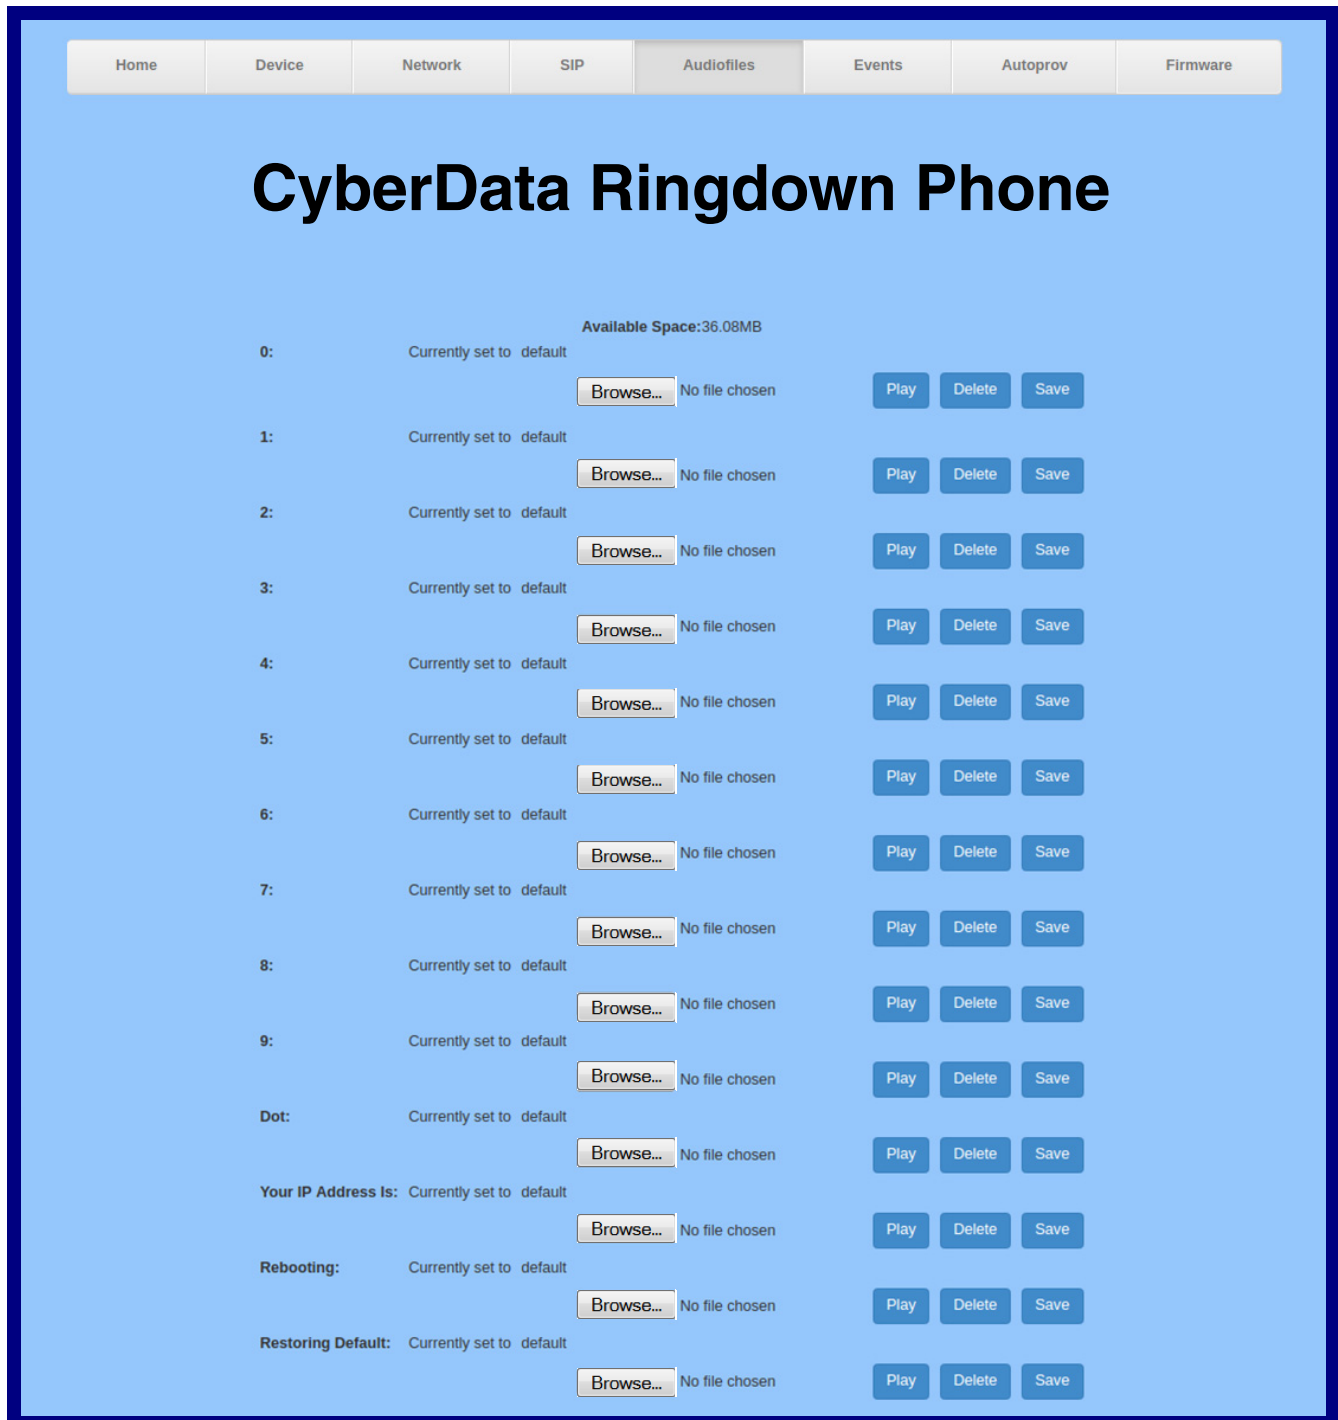 Home Device Network SIP Audiofiles Events Autoprov Firmware
CyberData Ringdown Phone
Available Space:36.08MB
0: Currently set to default
Browse... No file chosen Play Delete Save
1: Currently set to default
Browse... No file chosen Play Delete Save
2: Currently set to default
Browse... No file chosen Play Delete Save
3: Currently set to default
Browse... No file chosen Play Delete Save
4: Currently set to default
Browse... No file chosen Play Delete Save
5: Currently set to default
Browse... No file chosen Play Delete Save
6: Currently set to default
Browse... No file chosen Play Delete Save
7: Currently set to default
Browse... No file chosen Play Delete Save
8: Currently set to default
Browse... No file chosen Play Delete Save
9: Currently set to default
Browse... No file chosen Play Delete Save
Dot: Currently set to default
Browse... No file chosen Play Delete Save
Your IP Address Is: Currently set to default
Browse... No file chosen Play Delete Save
Rebooting: Currently set to default
Browse... No file chosen Play Delete Save
Restoring Default: Currently set to default
Browse... No file chosen Play Delete Save